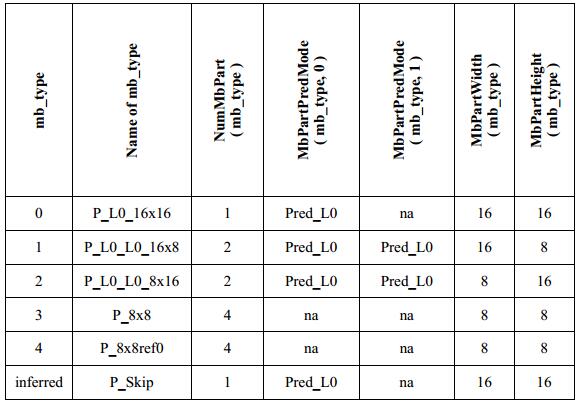 mb_type
Name of mb_type
NumMbPart
( mb_type )
MbPartPredMode
( mb_type, 0 )
MbPartPredMode
( mb_type, 1 )
MbPartWidth
( mb_type )
MbPartHeight
( mb_type )
0 P_L0_16x16 1 Pred_L0 na 16 16
1 P_L0_L0_16x8 2 Pred_L0 Pred_L0 16 8
2 P_L0_L0_8x16 2 Pred_L0 Pred_L0 8 16
3 P_8x8 4 na na 8 8
4 P_8x8ref0 4 na na 8 8
inferred P_Skip 1 Pred_L0 na 16 16